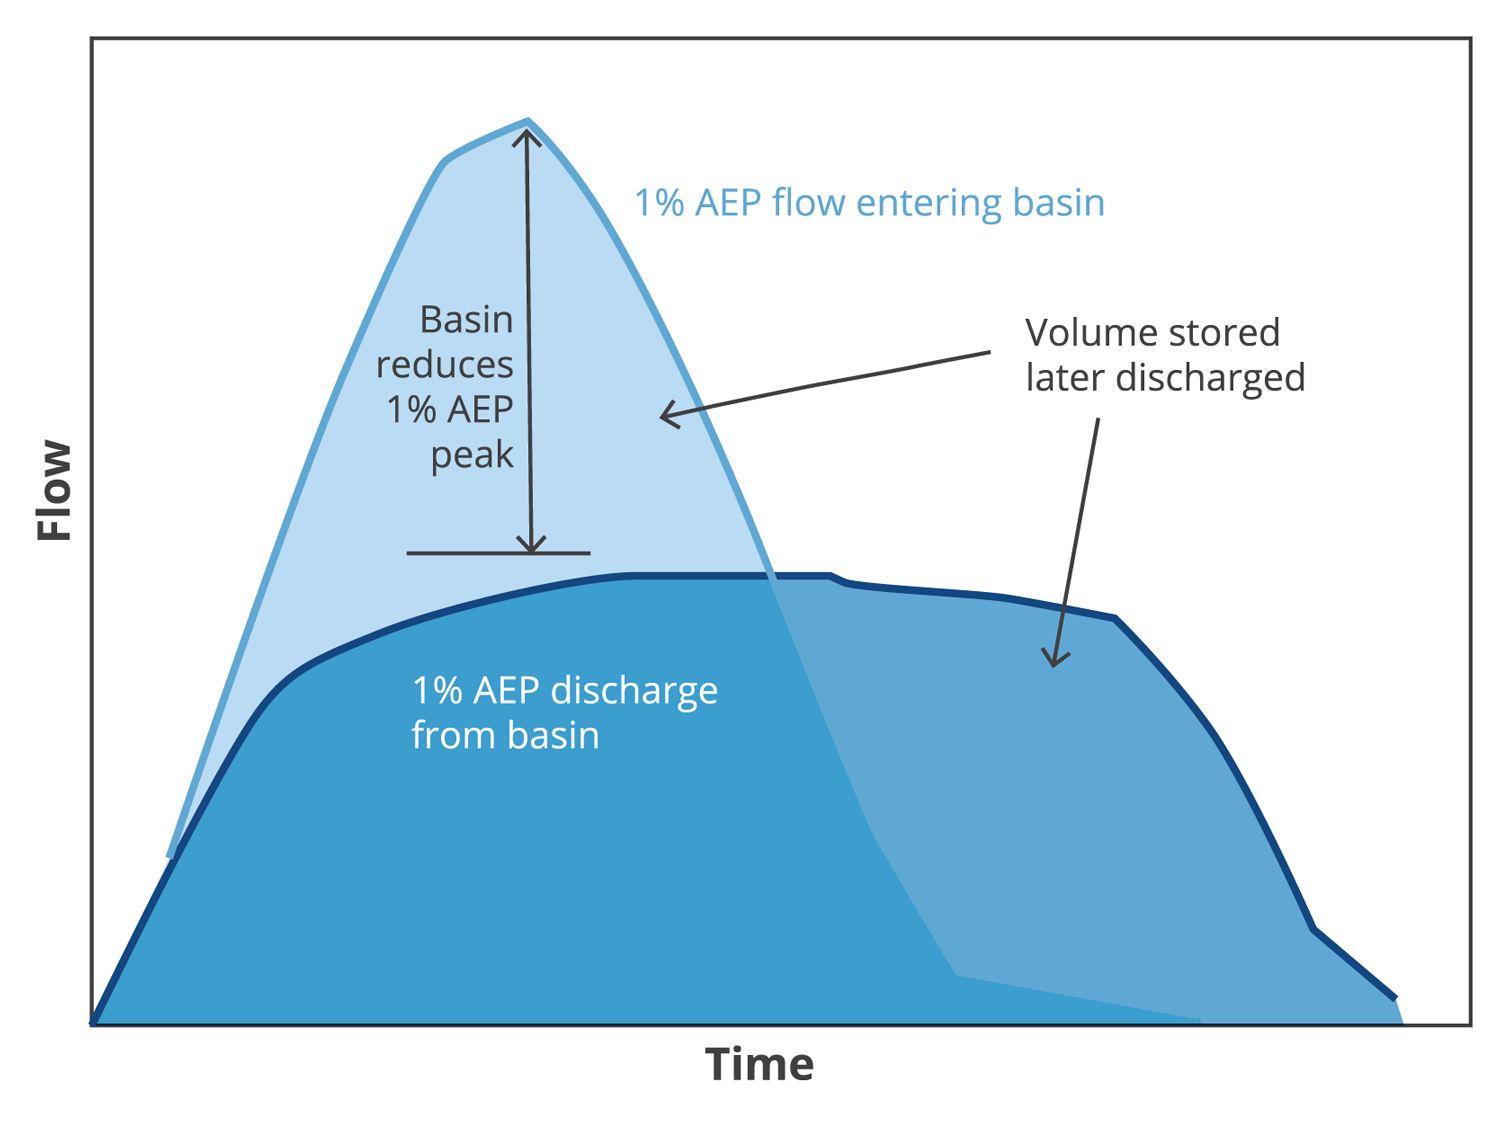 1% AEP flow entering basin
Basin
reduces
1% AEP
peak
Volume stored
later discharged
Flow
1% AEP discharge
from basin
Time